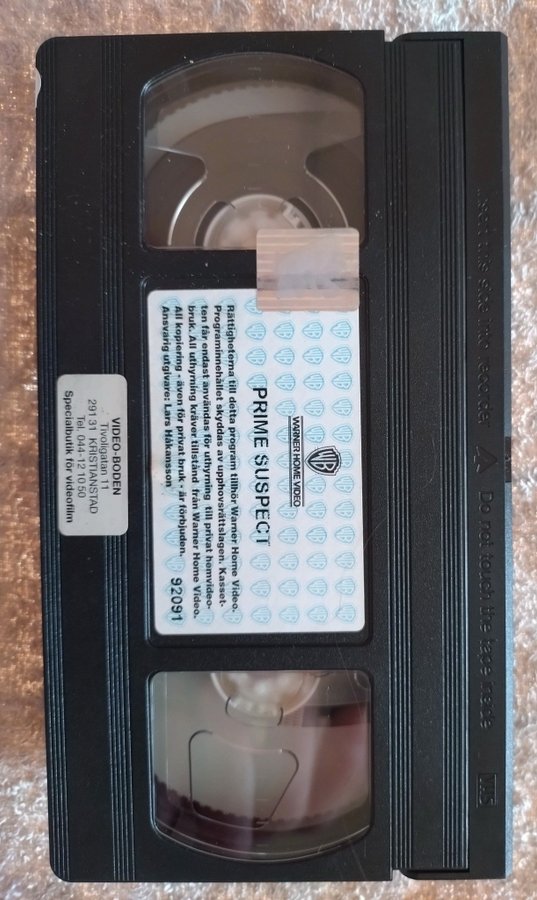 WB
WARNER HOME VIDEO
PRIME SUSPECT
Rättigheterna till detta program tillhör Warner Home Video.
Programinnehållet skyddas av upphovsrättslagen. Kasset-
ten får endast användas för uthyrning till privat homevideo-
bruk. All uthyrning kräver tillstånd från Warner Home Video.
All kopiering - även för privat bruk - är förbjuden.
Ansvarig utgivare: Lars Håkansson
92091
VIDEO-BODEN
Tivoligatan 11
291 31 KRISTIANSTAD
Tel. 044-12 10 50
Specialbutik för videofilm
Insert this side into recorder
Do not touch the tape inside
VHS